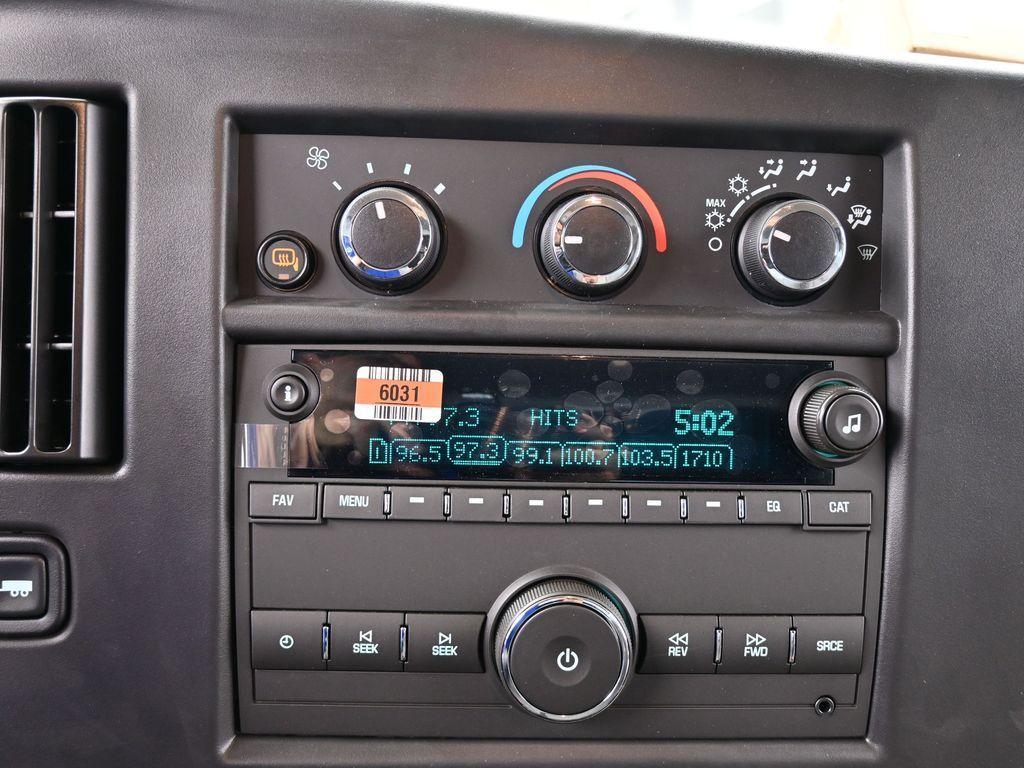 MAX
6031
7.3 HITS 5:02
1 96.5 97.3 99.1 100.7 103.5 1710
FAV MENU EQ CAT
SEEK SEEK REV FWD SRCE